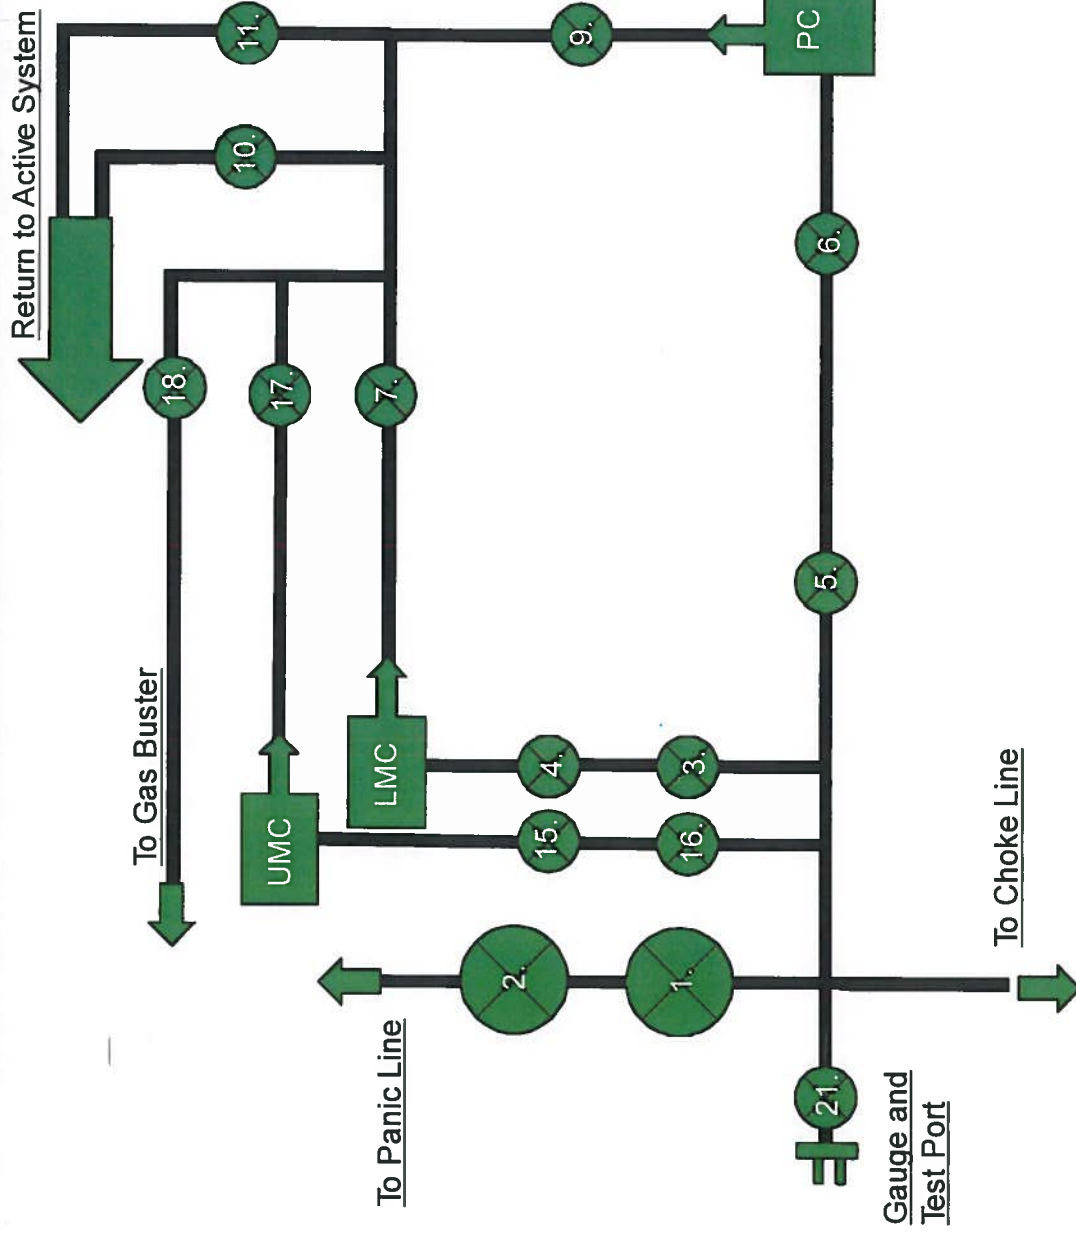 Return to Active System
11.
9.
PC
10.
6.
18.
17.
7.
5.
To Gas Buster
UMC
LMC
4.
3.
15.
16.
2.
1.
To Choke Line
To Panic Line
21.
Gauge and
Test Port